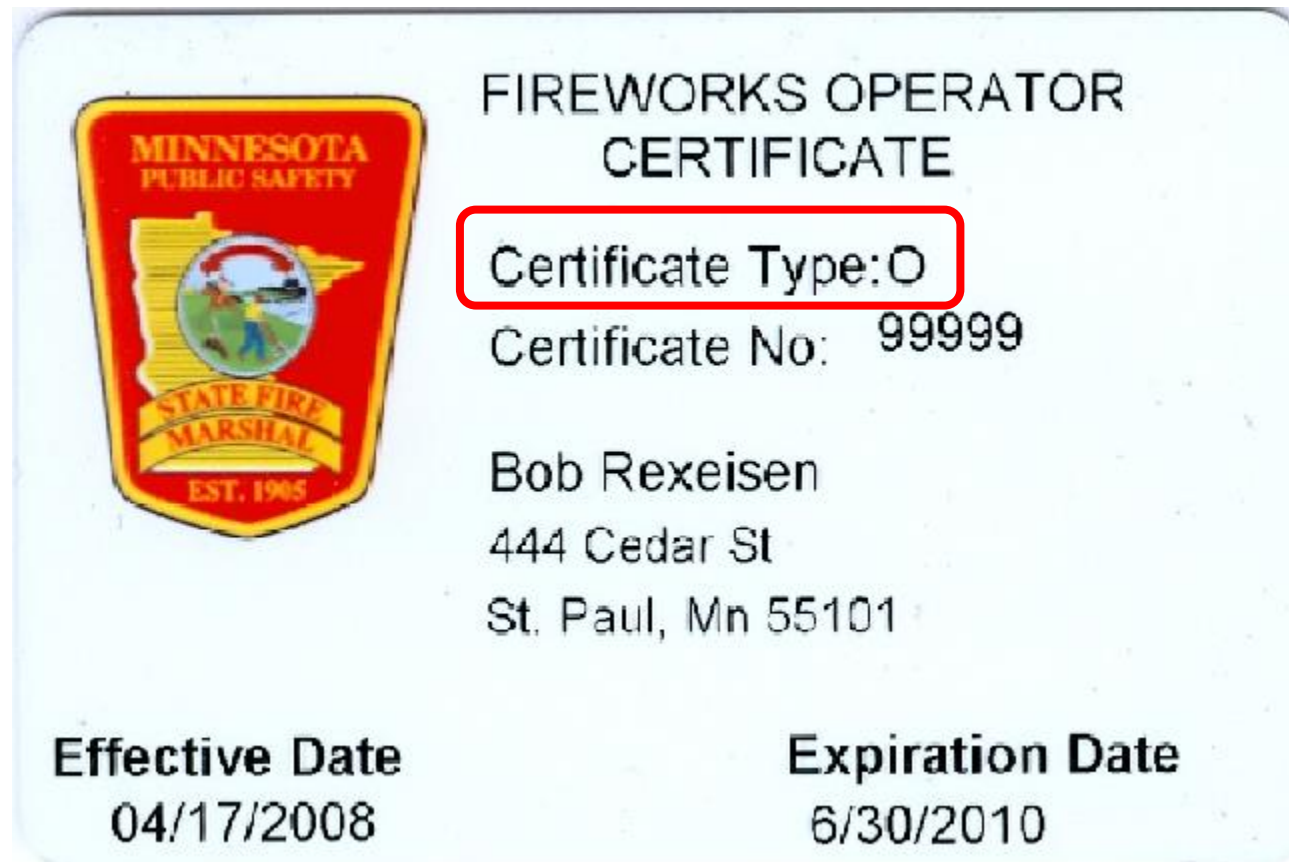 MINNESOTA
PUBLIC SAFETY
STATE FIRE
MARSHAL
EST. 1905
FIREWORKS OPERATOR
CERTIFICATE
Certificate Type:O
Certificate No: 99999
Bob Rexeisen
444 Cedar St
St. Paul, Mn 55101
Effective Date
04/17/2008
Expiration Date
6/30/2010